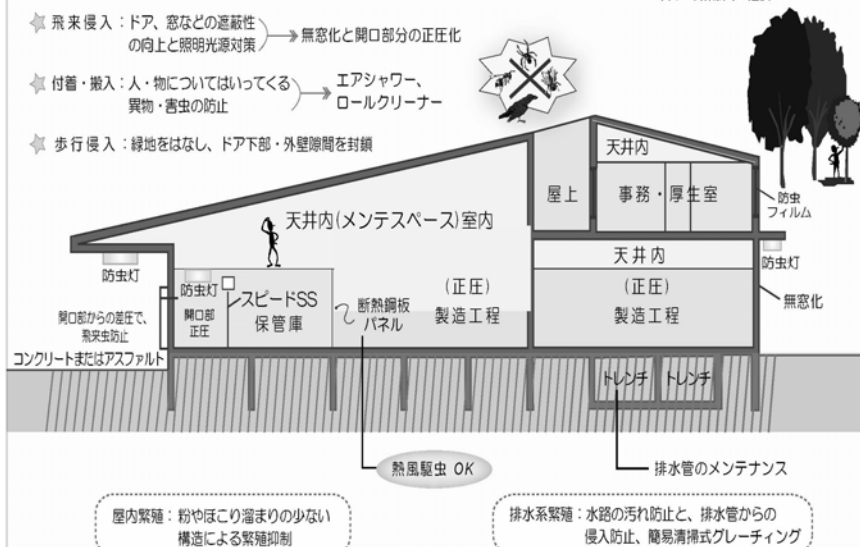 飛来侵入：ドア、窓などの遮蔽性
の向上と照明光源対策
無窓化と開口部分の正圧化
付着・搬入：人・物についてはいってくる
異物・害虫の防止
エアシャワー、
ロールクリーナー
歩行侵入：緑地をはなし、ドア下部・外壁隙間を封鎖
天井内
屋上
事務・厚生室
防虫
フィルム
天井内(メンテスペース)室内
天井内
防虫灯
防虫灯
防虫灯
レスピードSS
保管庫
開口部
正圧
断熱鋼板
パネル
(正圧)
製造工程
(正圧)
製造工程
無窓化
開口部からの差圧で、
飛来虫防止
コンクリートまたはアスファルト
トレンチ
トレンチ
熱風駆虫 OK
排水管のメンテナンス
屋内繁殖：粉やほこり溜まりの少ない
構造による繁殖抑制
排水系繁殖：水路の汚れ防止と、排水管からの
侵入防止、簡易清掃式グレーチング